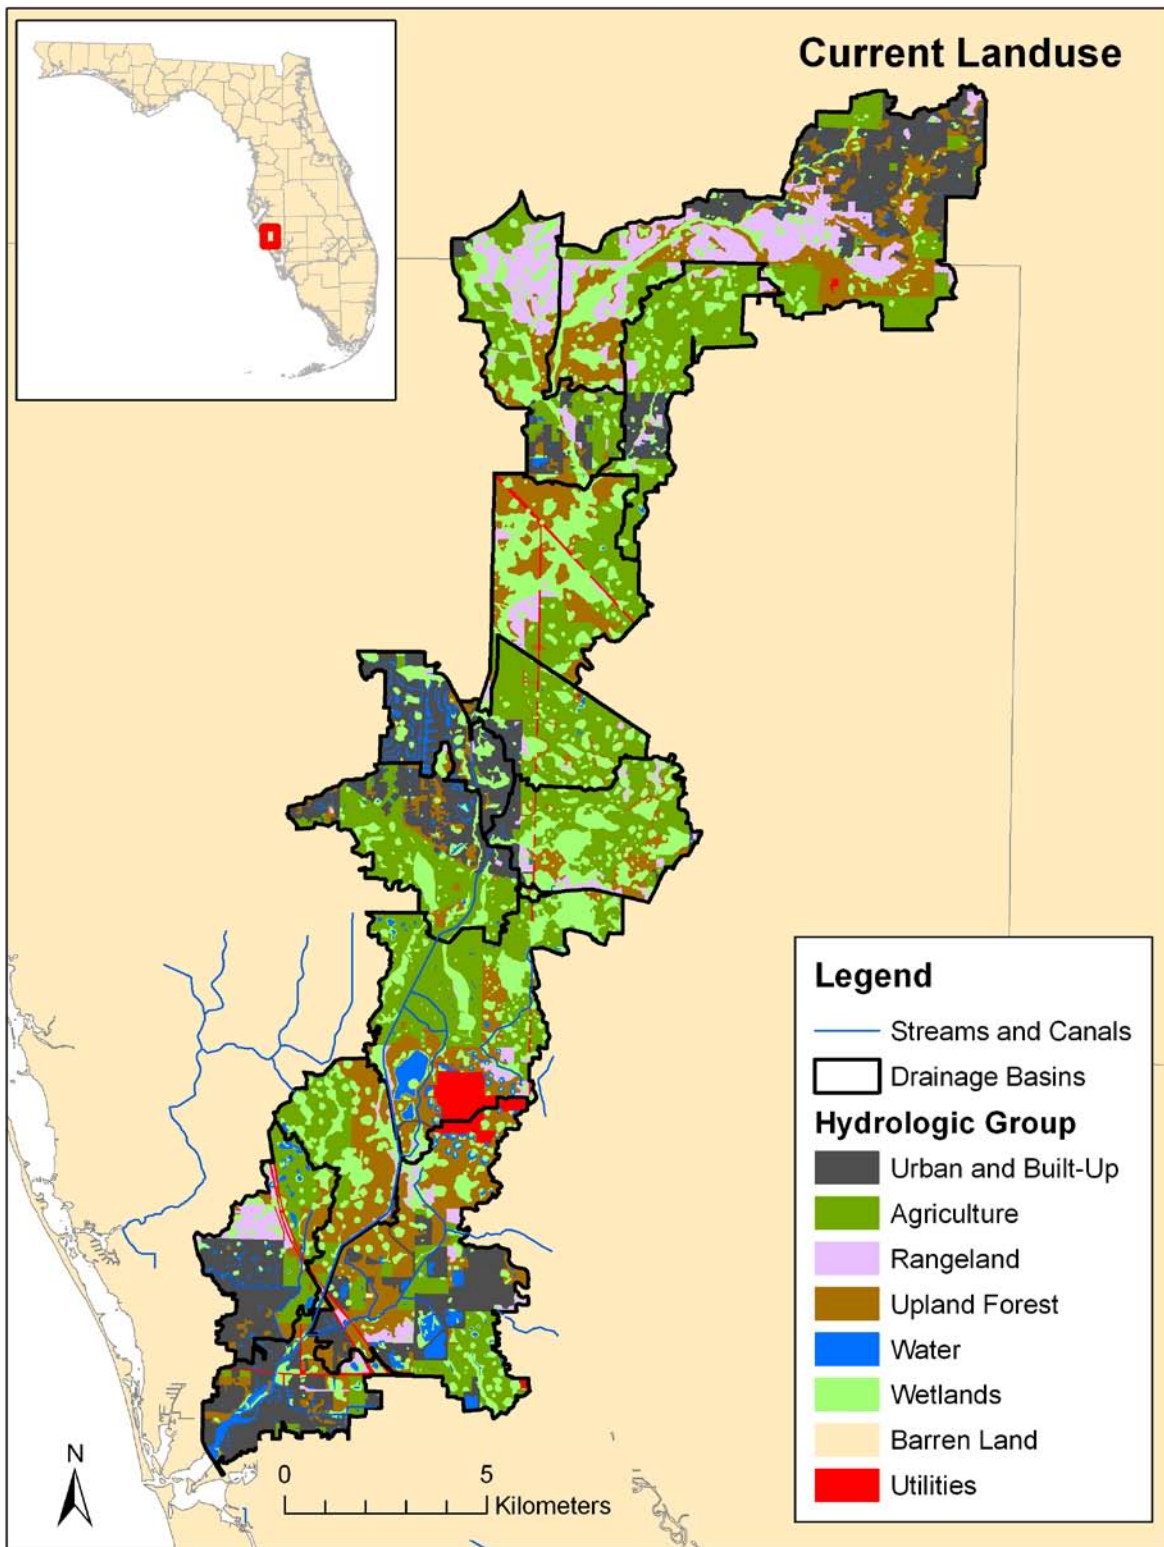 Current Landuse
Legend
Streams and Canals
Drainage Basins
Hydrologic Group
Urban and Built-Up
Agriculture
Rangeland
Upland Forest
Water
Wetlands
Barren Land
Utilities
N
0 5
Kilometers